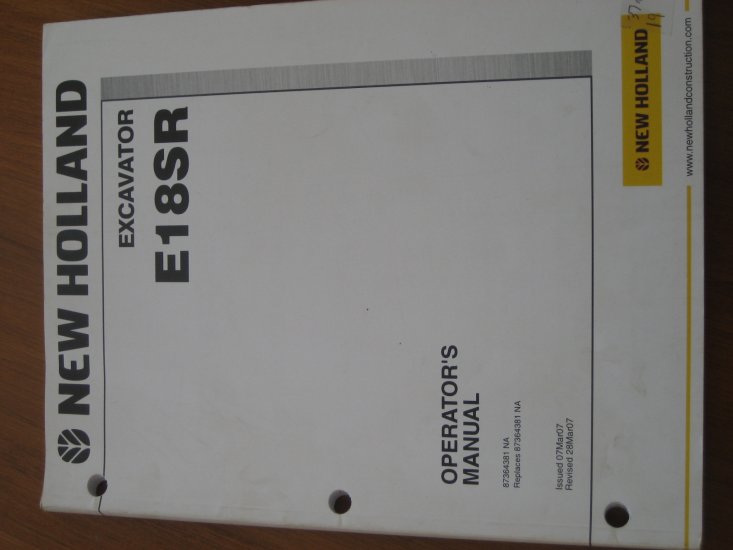 NEW HOLLAND
EXCAVATOR
E18SR
OPERATOR'S
MANUAL
87364381 NA
Replaces 87364381 NA
Issued 07Mar07
Revised 28Mar07
NEW HOLLAND
www.newhollandconstruction.com
19